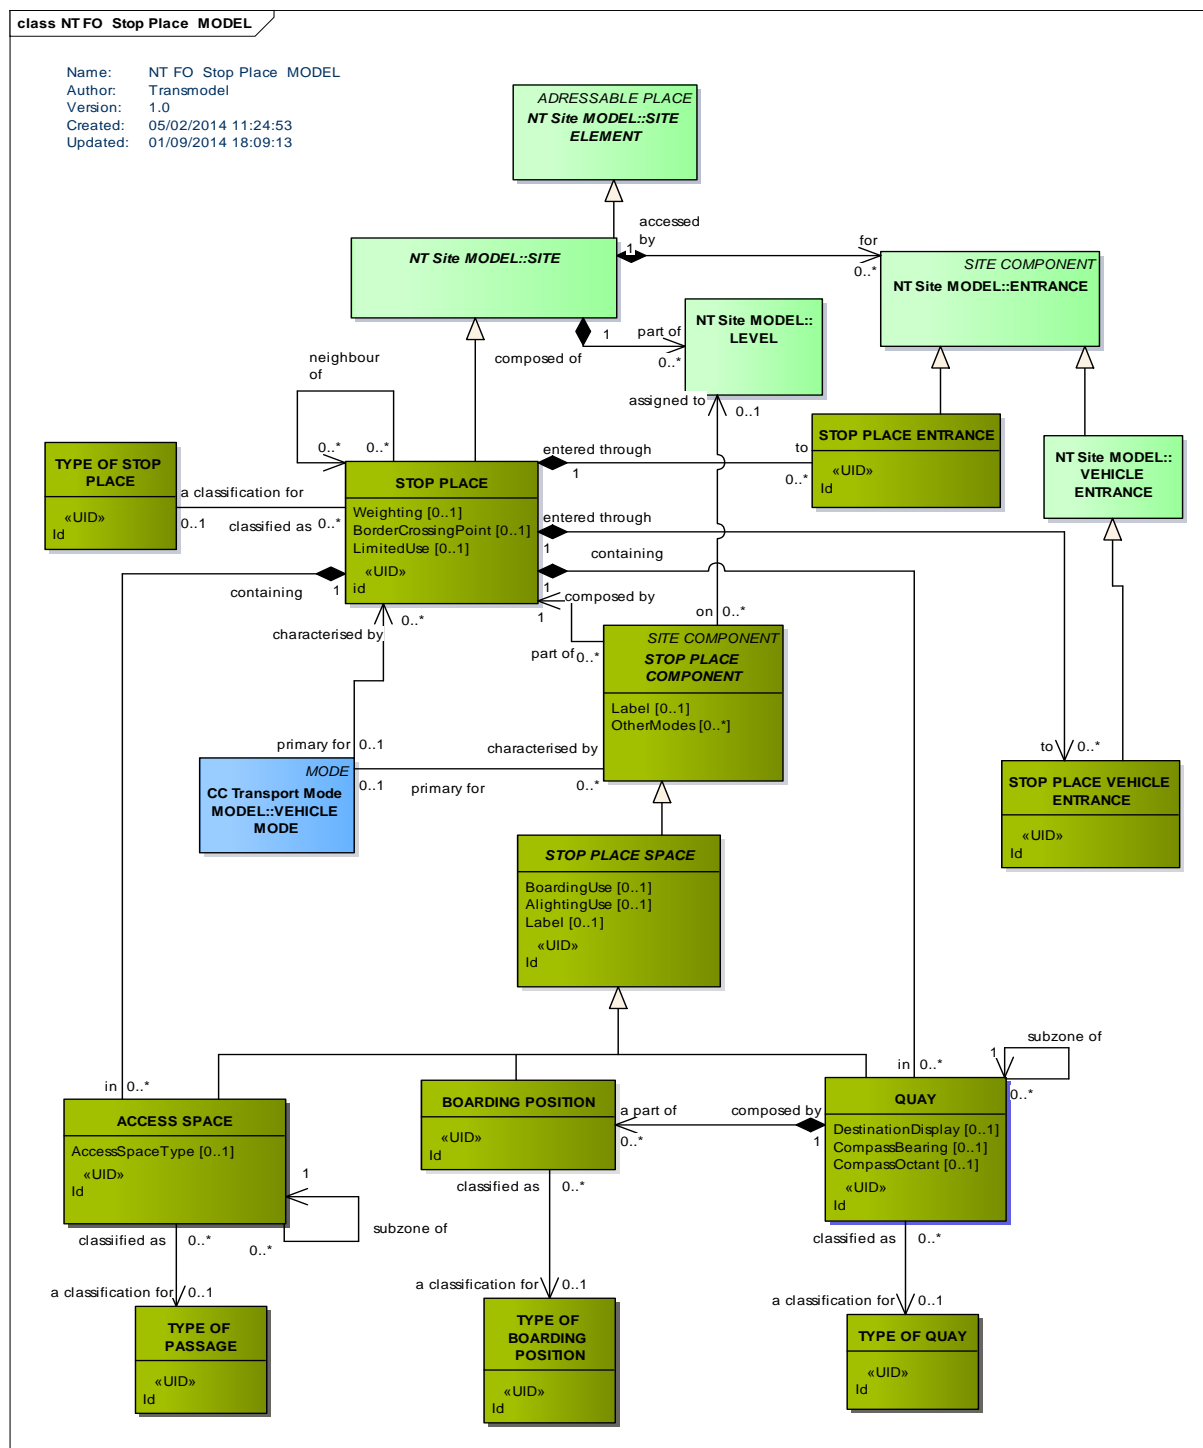 class NT FO Stop Place MODEL
Name: NT FO Stop Place MODEL
Author: Transmodel
Version: 1.0
Created: 05/02/2014 11:24:53
Updated: 01/09/2014 18:09:13
ADRESSABLE PLACE
NT Site MODEL::SITE
ELEMENT
accessed
by
1
for
0..*
NT Site MODEL::SITE
SITE COMPONENT
NT Site MODEL::ENTRANCE
1
composed of
part of
0..*
NT Site MODEL::
LEVEL
neighbour
of
0..*
0..*
assigned to
0..1
TYPE OF STOP
PLACE
«UID»
Id
a classification for
0..1
classified as
0..*
STOP PLACE
Weighting [0..1]
BorderCrossingPoint [0..1]
LimitedUse [0..1]
«UID»
id
entered through
1
to
0..*
STOP PLACE ENTRANCE
«UID»
Id
NT Site MODEL::
VEHICLE
ENTRANCE
entered through
1
containing
1
containing
1
composed by
1
characterised by
0..*
part of
0..*
on
0..*
SITE COMPONENT
STOP PLACE
COMPONENT
Label [0..1]
OtherModes [0..*]
primary for
0..1
characterised by
0..1
primary for
0..*
to
0..*
MODE
CC Transport Mode
MODEL::VEHICLE
MODE
STOP PLACE VEHICLE
ENTRANCE
«UID»
Id
STOP PLACE SPACE
BoardingUse [0..1]
AlightingUse [0..1]
Label [0..1]
«UID»
Id
subzone of
1
0..*
in
0..*
in
0..*
ACCESS SPACE
AccessSpaceType [0..1]
«UID»
Id
BOARDING POSITION
«UID»
Id
a part of
0..*
composed by
1
QUAY
DestinationDisplay [0..1]
CompassBearing [0..1]
CompassOctant [0..1]
«UID»
Id
1
subzone of
0..*
classiified as
0..*
classified as
0..*
classified as
0..*
a classification for
0..1
a classification for
0..1
a classification for
0..1
TYPE OF
PASSAGE
«UID»
Id
TYPE OF
BOARDING
POSITION
«UID»
Id
TYPE OF QUAY
«UID»
Id